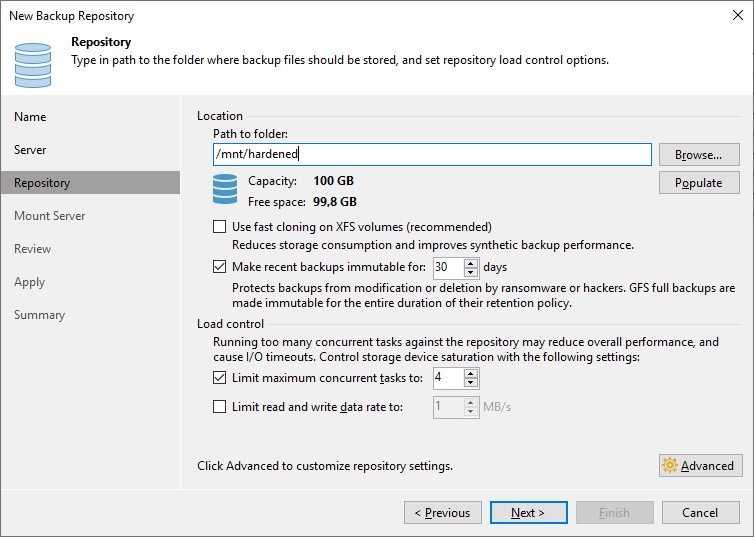 New Backup Repository
Repository
Type in path to the folder where backup files should be stored, and set repository load control options.
Name
Server
Repository
Mount Server
Review
Apply
Summary
Location
Path to folder:
/mnt/hardened
Browse...
Capacity: 100 GB
Populate
Free space: 99,8 GB
Use fast cloning on XFS volumes (recommended)
Reduces storage consumption and improves synthetic backup performance.
Make recent backups immutable for: 30 days
Protects backups from modification or deletion by ransomware or hackers. GFS full backups are
made immutable for the entire duration of their retention policy.
Load control
Running too many concurrent tasks against the repository may reduce overall performance, and
cause I/O timeouts. Control storage device saturation with the following settings:
Limit maximum concurrent tasks to: 4
Limit read and write data rate to: 1 MB/s
Click Advanced to customize repository settings.
Advanced
< Previous
Next >
Finish
Cancel